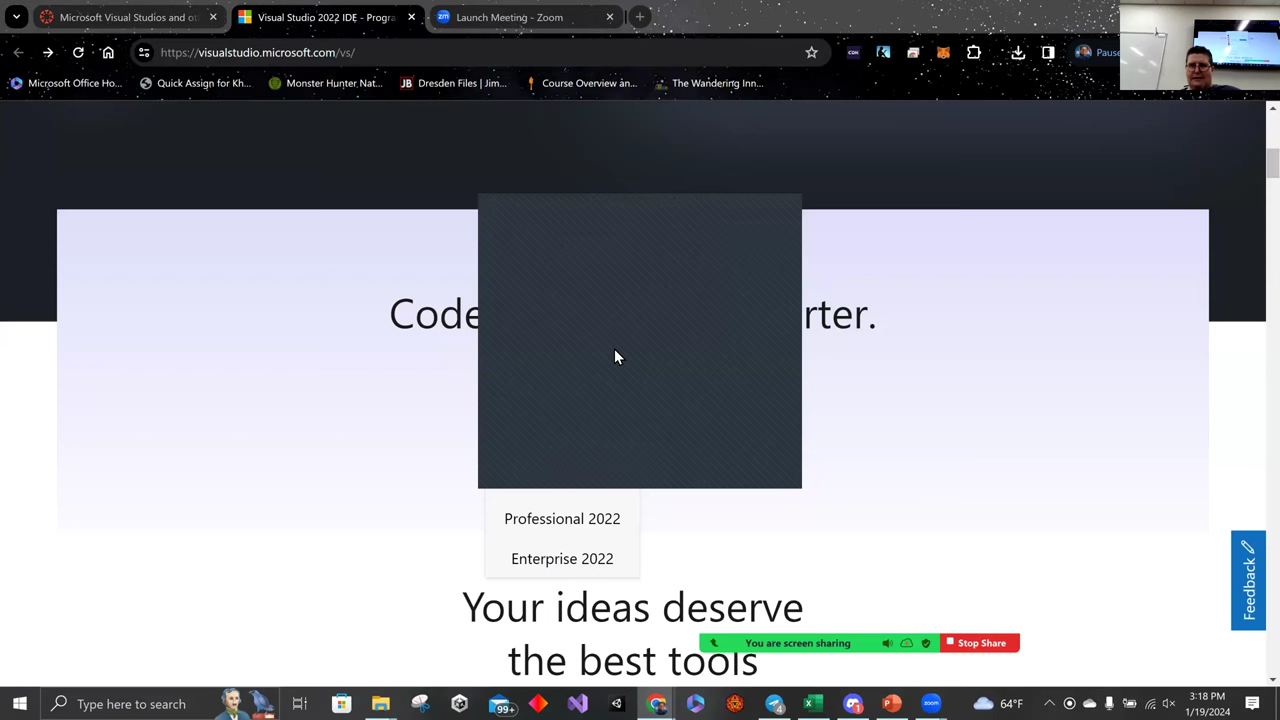 Microsoft Visual Studios and ot
Visual Studio 2022 IDE - Progra
Launch Meeting - Zoom
https://visualstudio.microsoft.com/vs/
Pause
Microsoft Office Ho...
Quick Assign for Kh...
Monster Hunter Nat...
Dresden Files | Jim...
Course Overview an...
The Wandering Inn...
Code
rter.
Professional 2022
Enterprise 2022
Your ideas deserve
the best tools
Feedback
You are screen sharing
Stop Share
Type here to search
99+
64°F
3:18 PM
1/19/2024